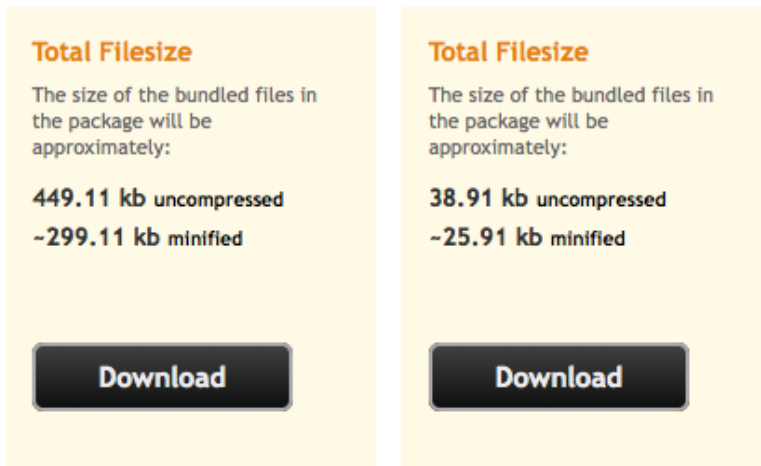 Total Filesize
The size of the bundled files in
the package will be
approximately:
449.11 kb uncompressed
~299.11 kb minified
Download
Total Filesize
The size of the bundled files in
the package will be
approximately:
38.91 kb uncompressed
~25.91 kb minified
Download